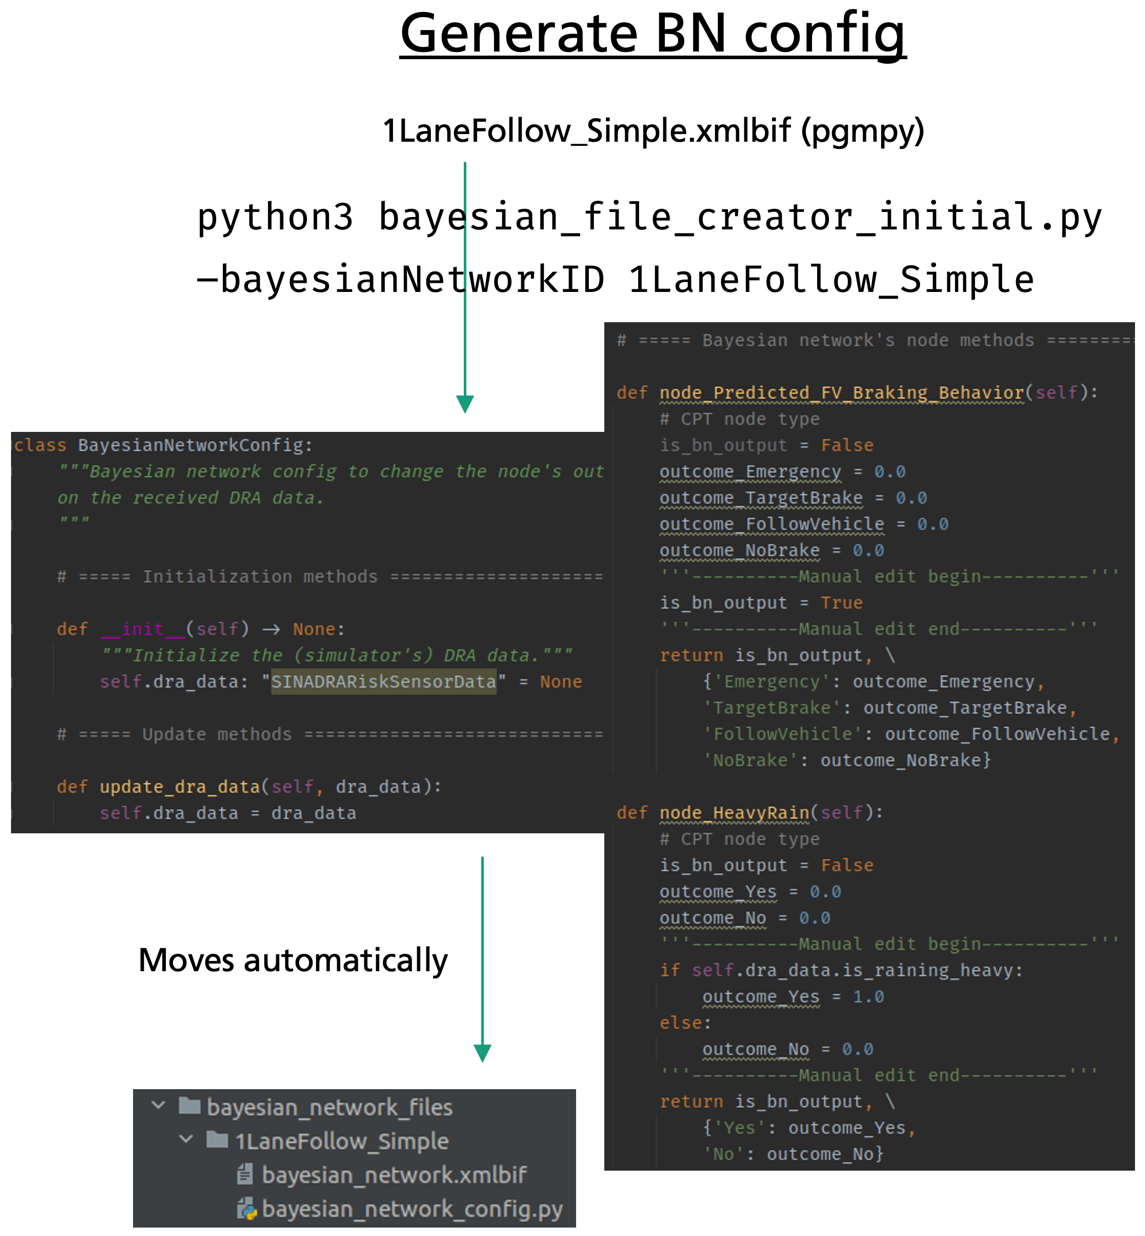 Generate BN config
1LaneFollow_Simple.xmlbif (pgmpy)
python3 bayesian_file_creator_initial.py
–bayesianNetworkID 1LaneFollow_Simple
class BayesianNetworkConfig:
"""Bayesian network config to change the node's out
on the received DRA data.
"""
# ===== Initialization methods ====================
def __init__(self) → None:
"""Initialize the (simulator's) DRA data."""
self.dra_data: "SINADRARiskSensorData" = None
# ===== Update methods ============================
def update_dra_data(self, dra_data):
self.dra_data = dra_data
# ===== Bayesian network's node methods =========
def node_Predicted_FV_Braking_Behavior(self):
# CPT node type
is_bn_output = False
outcome_Emergency = 0.0
outcome_TargetBrake = 0.0
outcome_FollowVehicle = 0.0
outcome_NoBrake = 0.0
'''----------Manual edit begin----------'''
is_bn_output = True
'''----------Manual edit end----------'''
return is_bn_output, \
{'Emergency': outcome_Emergency,
'TargetBrake': outcome_TargetBrake,
'FollowVehicle': outcome_FollowVehicle,
'NoBrake': outcome_NoBrake}
def node_HeavyRain(self):
# CPT node type
is_bn_output = False
outcome_Yes = 0.0
outcome_No = 0.0
'''----------Manual edit begin----------'''
if self.dra_data.is_raining_heavy:
outcome_Yes = 1.0
else:
outcome_No = 0.0
'''----------Manual edit end----------'''
return is_bn_output, \
{'Yes': outcome_Yes,
'No': outcome_No}
Moves automatically
bayesian_network_files
1LaneFollow_Simple
bayesian_network.xmlbif
bayesian_network_config.py